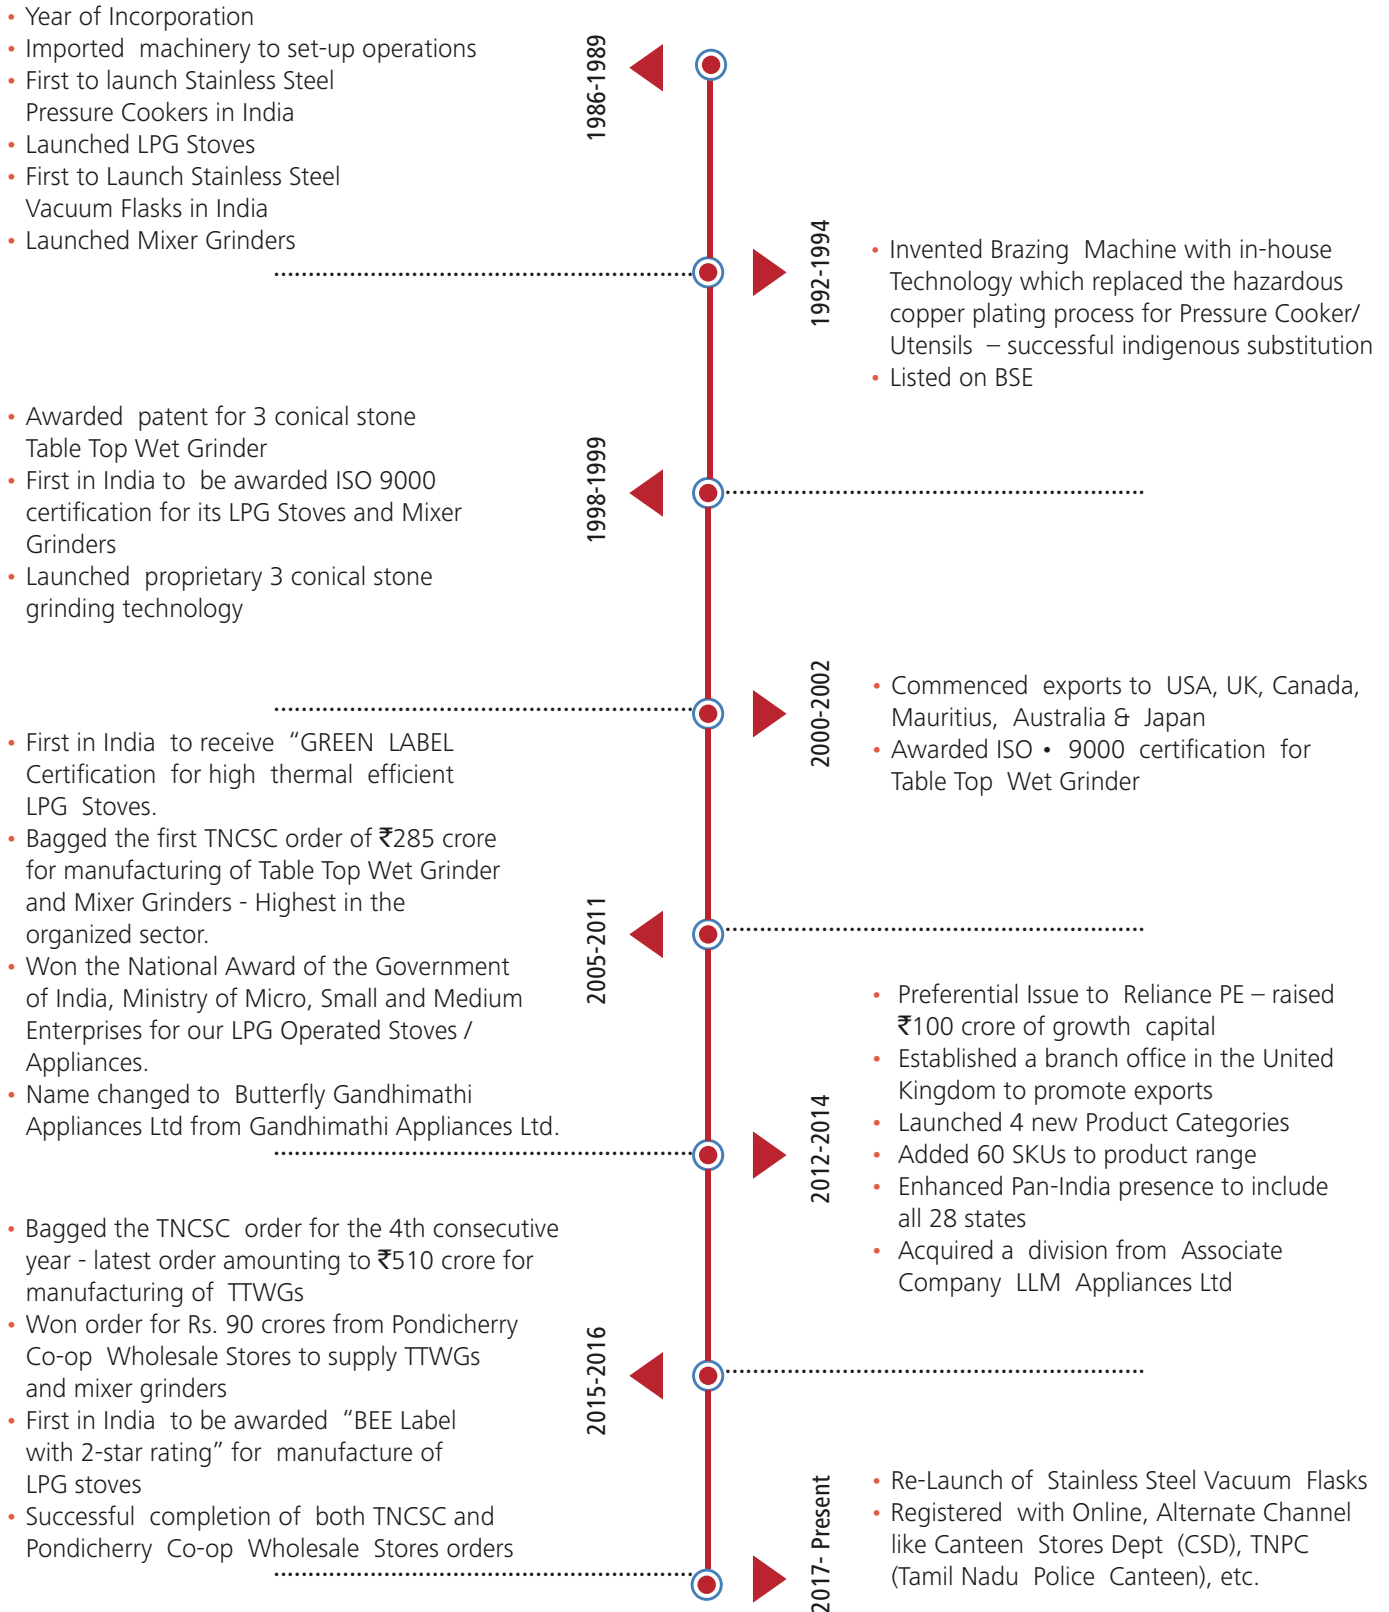 • Year of Incorporation
• Imported machinery to set-up operations
• First to launch Stainless Steel
Pressure Cookers in India
• Launched LPG Stoves
• First to Launch Stainless Steel
Vacuum Flasks in India
• Launched Mixer Grinders
1986-1989
1992-1994
• Invented Brazing Machine with in-house
Technology which replaced the hazardous
copper plating process for Pressure Cooker/
Utensils – successful indigenous substitution
• Listed on BSE
• Awarded patent for 3 conical stone
Table Top Wet Grinder
• First in India to be awarded ISO 9000
certification for its LPG Stoves and Mixer
Grinders
• Launched proprietary 3 conical stone
grinding technology
1998-1999
2000-2002
• Commenced exports to USA, UK, Canada,
Mauritius, Australia & Japan
• Awarded ISO • 9000 certification for
Table Top Wet Grinder
• First in India to receive “GREEN LABEL
Certification for high thermal efficient
LPG Stoves.
• Bagged the first TNCSC order of ₹285 crore
for manufacturing of Table Top Wet Grinder
and Mixer Grinders - Highest in the
organized sector.
• Won the National Award of the Government
of India, Ministry of Micro, Small and Medium
Enterprises for our LPG Operated Stoves /
Appliances.
• Name changed to Butterfly Gandhimathi
Appliances Ltd from Gandhimathi Appliances Ltd.
2005-2011
2012-2014
• Preferential Issue to Reliance PE – raised
₹100 crore of growth capital
• Established a branch office in the United
Kingdom to promote exports
• Launched 4 new Product Categories
• Added 60 SKUs to product range
• Enhanced Pan-India presence to include
all 28 states
• Acquired a division from Associate
Company LLM Appliances Ltd
• Bagged the TNCSC order for the 4th consecutive
year - latest order amounting to ₹510 crore for
manufacturing of TTWGs
• Won order for Rs. 90 crores from Pondicherry
Co-op Wholesale Stores to supply TTWGs
and mixer grinders
• First in India to be awarded “BEE Label
with 2-star rating” for manufacture of
LPG stoves
• Successful completion of both TNCSC and
Pondicherry Co-op Wholesale Stores orders
2015-2016
2017- Present
• Re-Launch of Stainless Steel Vacuum Flasks
• Registered with Online, Alternate Channel
like Canteen Stores Dept (CSD), TNPC
(Tamil Nadu Police Canteen), etc.